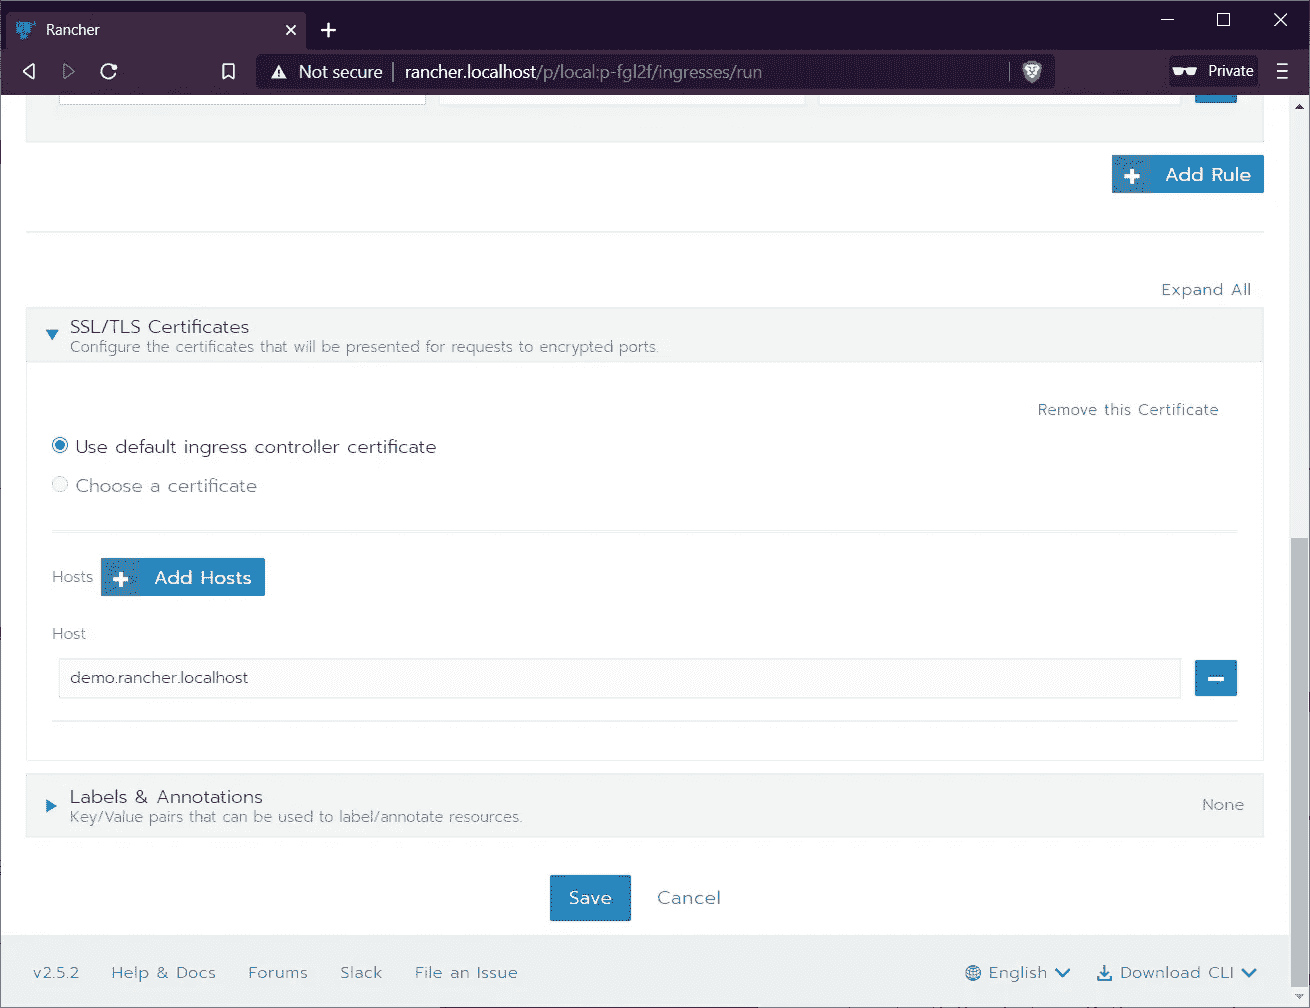 Rancher
Not secure rancher.localhost/p/local:p-fgl2f/ingresses/run Private
Add Rule
Expand All
SSL/TLS Certificates
Configure the certificates that will be presented for requests to encrypted ports.
Remove this Certificate
Use default ingress controller certificate
Choose a certificate
Hosts Add Hosts
Host
demo.rancher.localhost
Labels & Annotations
Key/Value pairs that can be used to label/annotate resources.
None
Save Cancel
v2.5.2 Help & Docs Forums Slack File an Issue English Download CLI